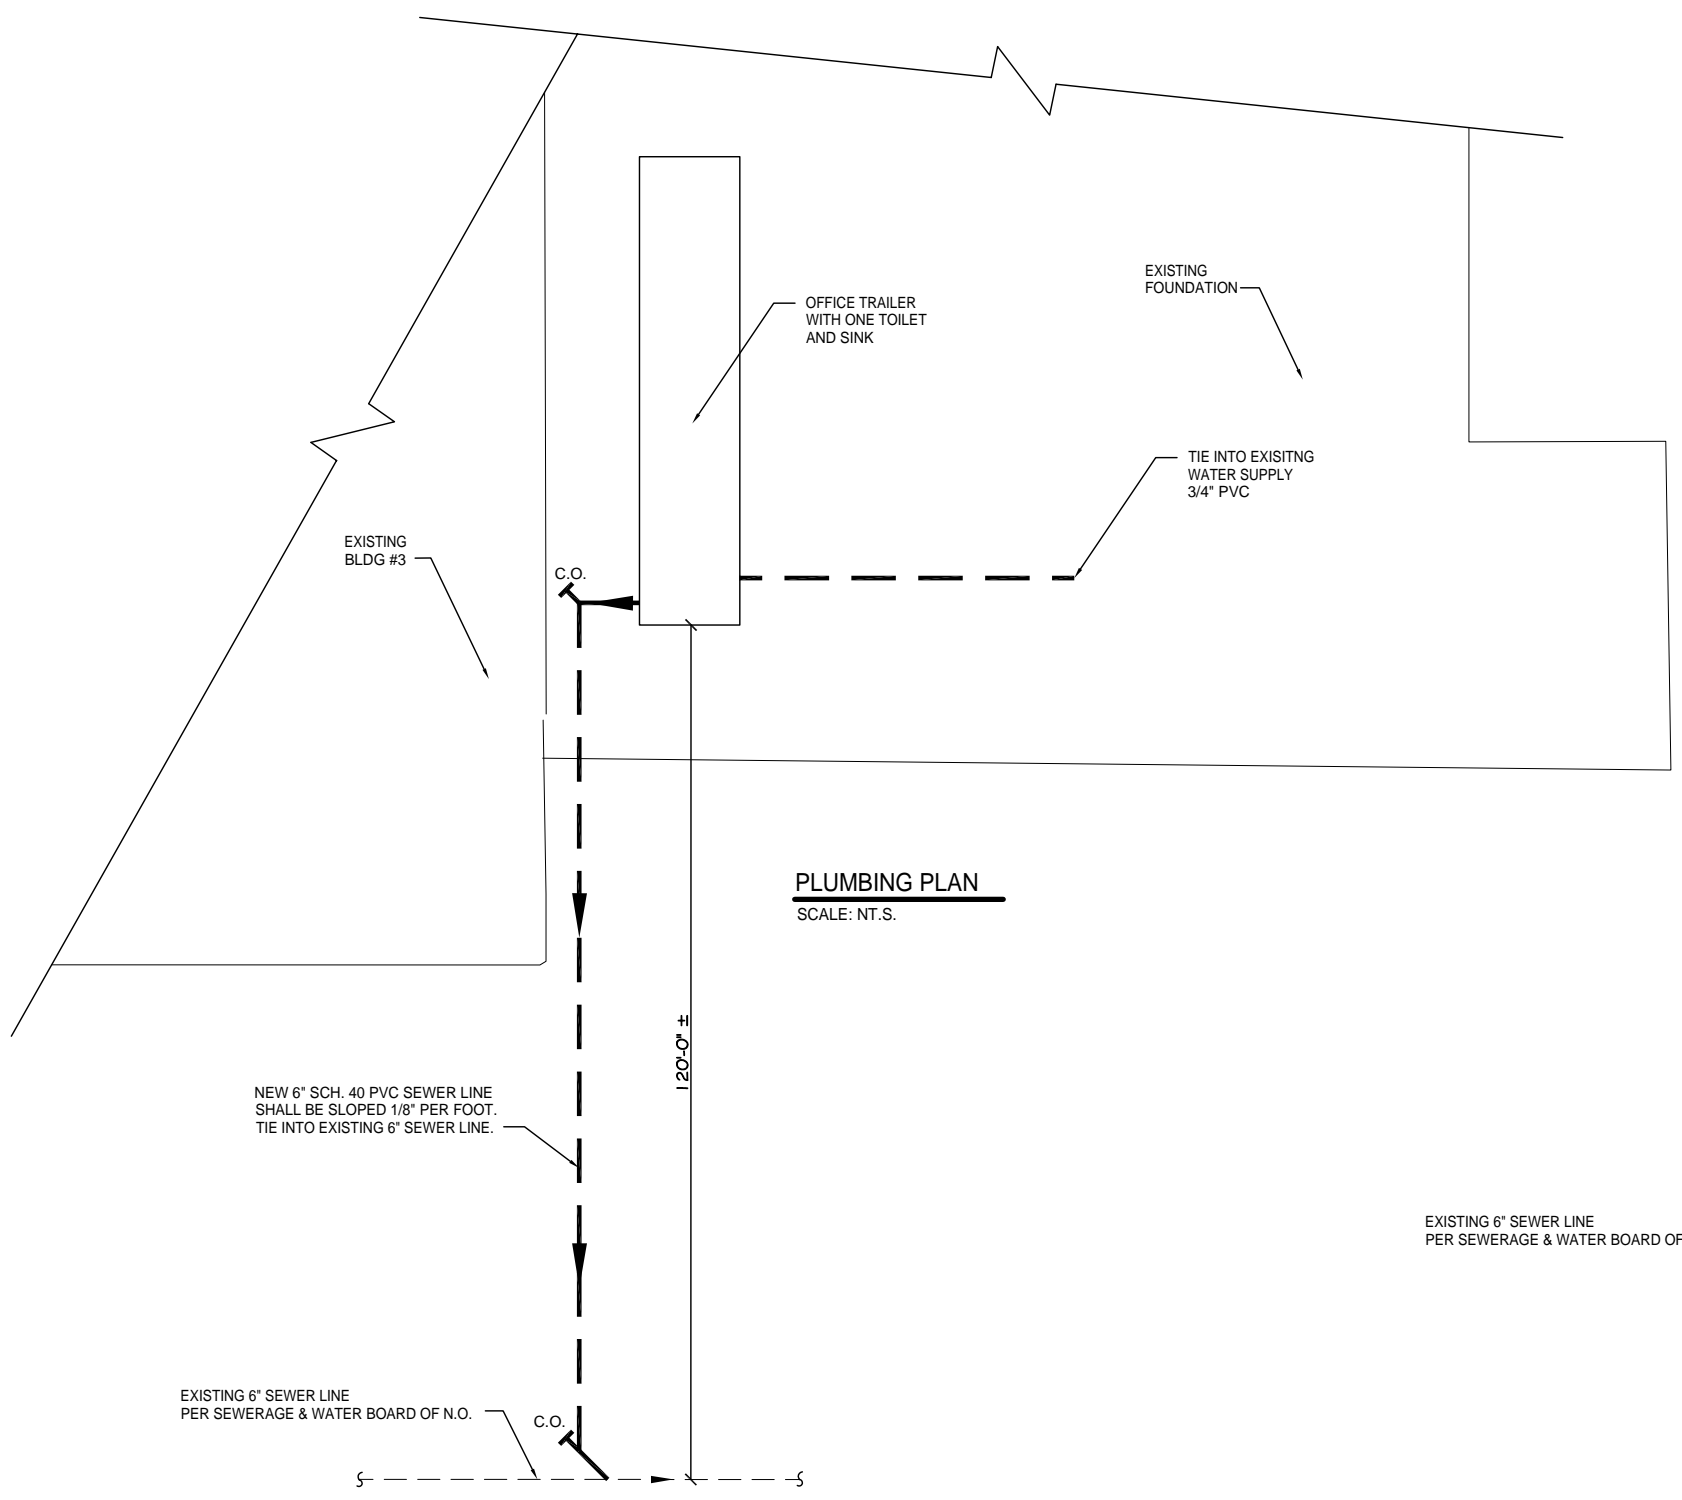 OFFICE TRAILER
WITH ONE TOILET
AND SINK
EXISTING
FOUNDATION
TIE INTO EXISITNG
WATER SUPPLY
3/4" PVC
EXISTING
BLDG #3
C.O.
PLUMBING PLAN
SCALE: NT.S.
120'-0" ±
NEW 6" SCH. 40 PVC SEWER LINE
SHALL BE SLOPED 1/8" PER FOOT.
TIE INTO EXISTING 6" SEWER LINE.
EXISTING 6" SEWER LINE
PER SEWERAGE & WATER BOARD OF
EXISTING 6" SEWER LINE
PER SEWERAGE & WATER BOARD OF N.O.
C.O.